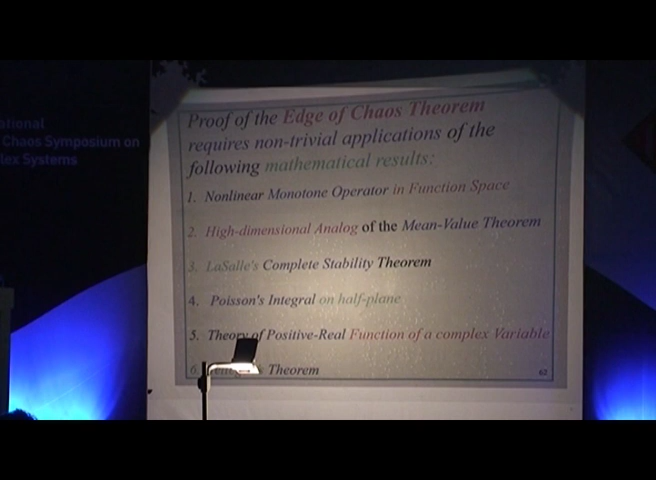 ational
Chaos Symposium on
lex Systems
Proof of the Edge of Chaos Theorem
requires non-trivial applications of the
following mathematical results:
1. Nonlinear Monotone Operator in Function Space
2. High-dimensional Analog of the Mean-Value Theorem
3. LaSalle's Complete Stability Theorem
4. Poisson's Integral on half-plane
5. Theory of Positive-Real Function of a complex Variable
6. Theorem
62